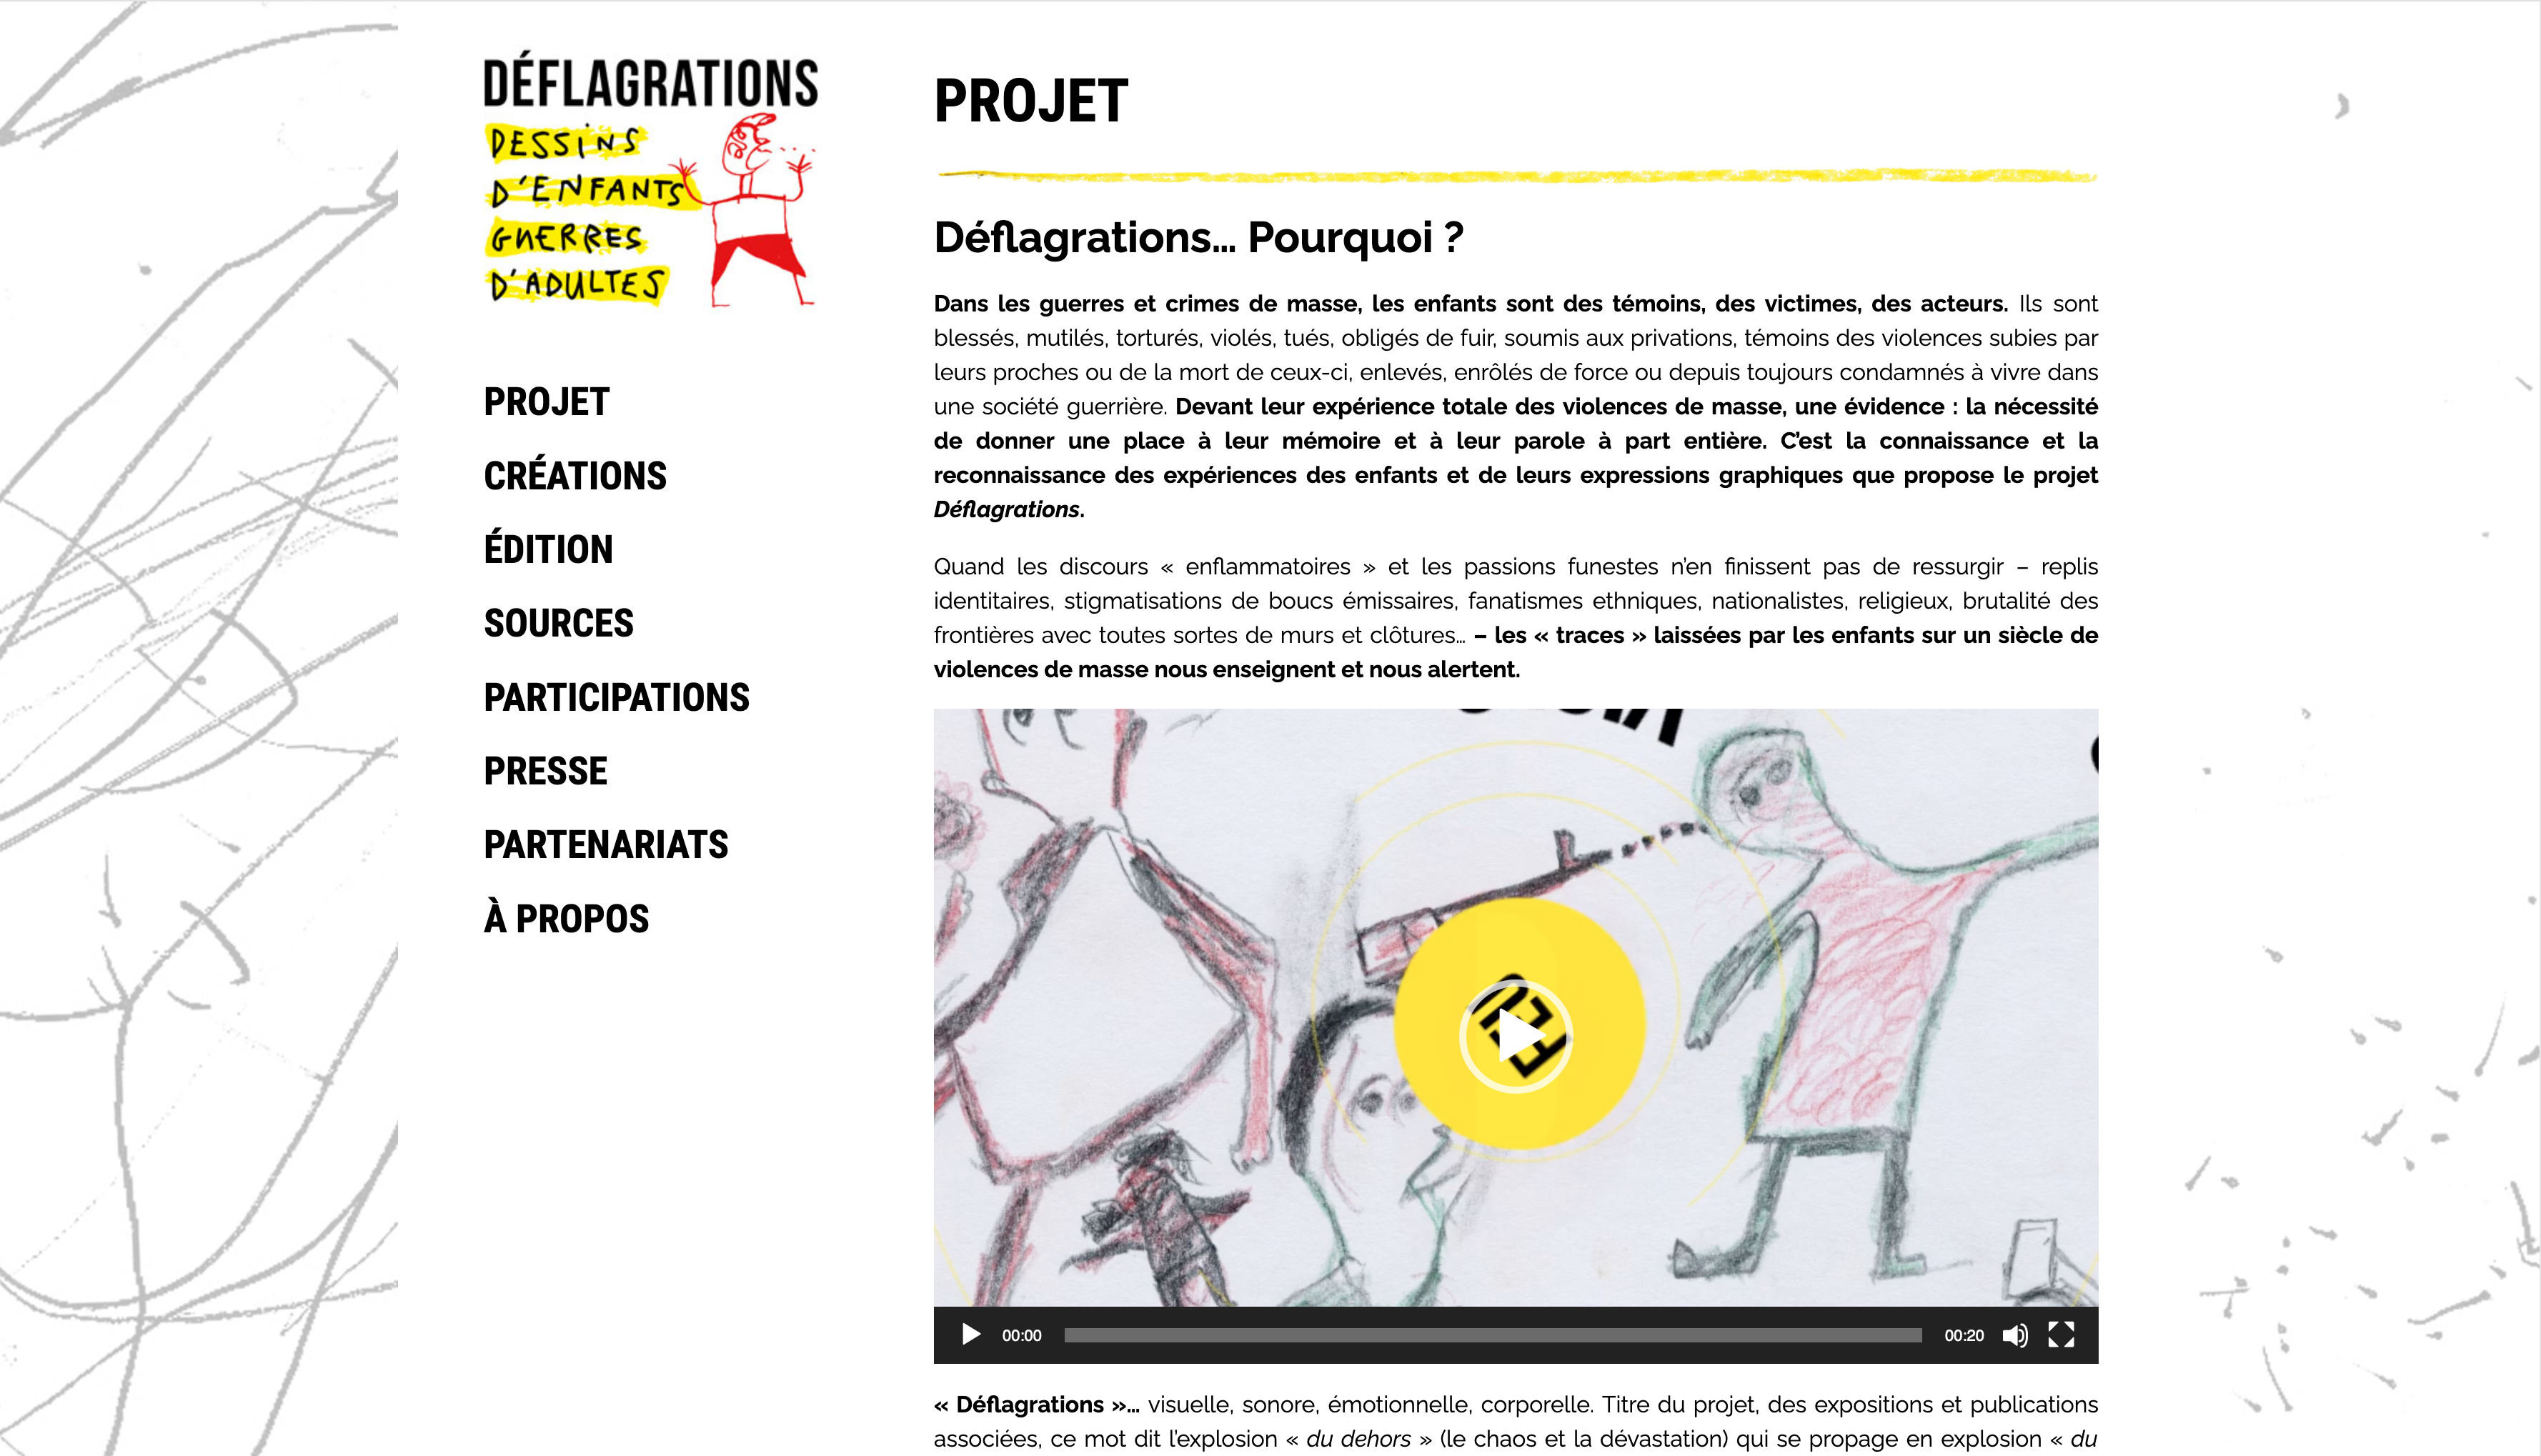 DÉFLAGRATIONS
DESSINS
D'ENFANTS
GUERRES
D'ADULTES
PROJET
CRÉATIONS
ÉDITION
SOURCES
PARTICIPATIONS
PRESSE
PARTENARIATS
À PROPOS
PROJET
Déflagrations... Pourquoi ?
Dans les guerres et crimes de masse, les enfants sont des témoins, des victimes, des acteurs. Ils sont
blessés, mutilés, torturés, violés, tués, obligés de fuir, soumis aux privations, témoins des violences subies par
leurs proches ou de la mort de ceux-ci, enlevés, enrôlés de force ou depuis toujours condamnés à vivre dans
une société guerrière. Devant leur expérience totale des violences de masse, une évidence : la nécessité
de donner une place à leur mémoire et à leur parole à part entière. C'est la connaissance et la
reconnaissance des expériences des enfants et de leurs expressions graphiques que propose le projet
Déflagrations.
Quand les discours « enflammatoires » et les passions funestes n'en finissent pas de ressurgir – replis
identitaires, stigmatisations de boucs émissaires, fanatismes ethniques, nationalistes, religieux, brutalité des
frontières avec toutes sortes de murs et clôtures... – les « traces » laissées par les enfants sur un siècle de
violences de masse nous enseignent et nous alertent.
00:00
00:20
« Déflagrations »... visuelle, sonore, émotionnelle, corporelle. Titre du projet, des expositions et publications
associées, ce mot dit l'explosion « du dehors » (le chaos et la dévastation) qui se propage en explosion « du